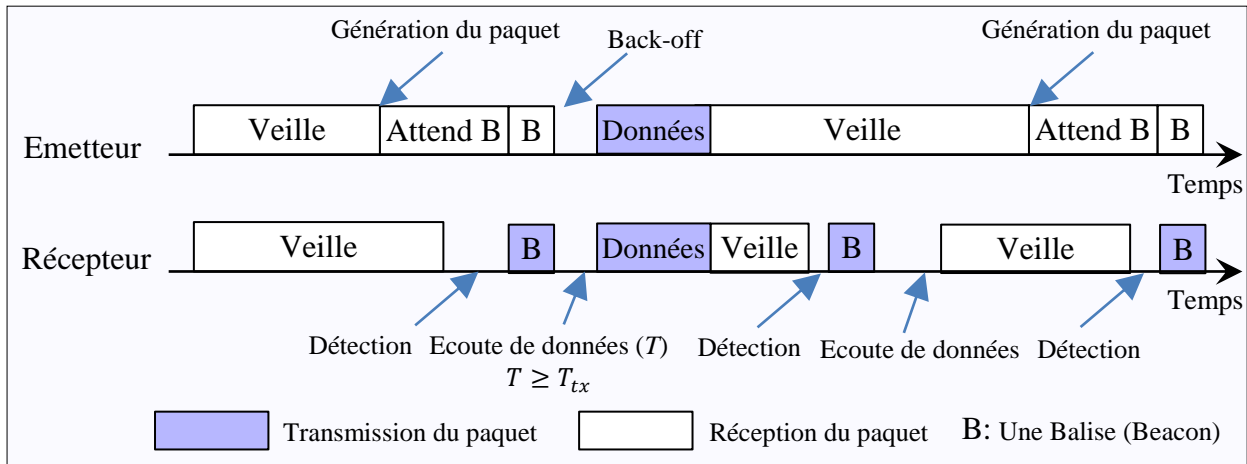 Génération du paquet
Back-off
Génération du paquet
Emetteur
Veille
Attend B
B
Données
Veille
Attend B
B
Temps
Récepteur
Veille
B
Données
Veille
B
Veille
B
Temps
Détection
Ecoute de données (T)
T ≥ Ttx
Détection
Ecoute de données
Détection
Transmission du paquet
Réception du paquet
B: Une Balise (Beacon)